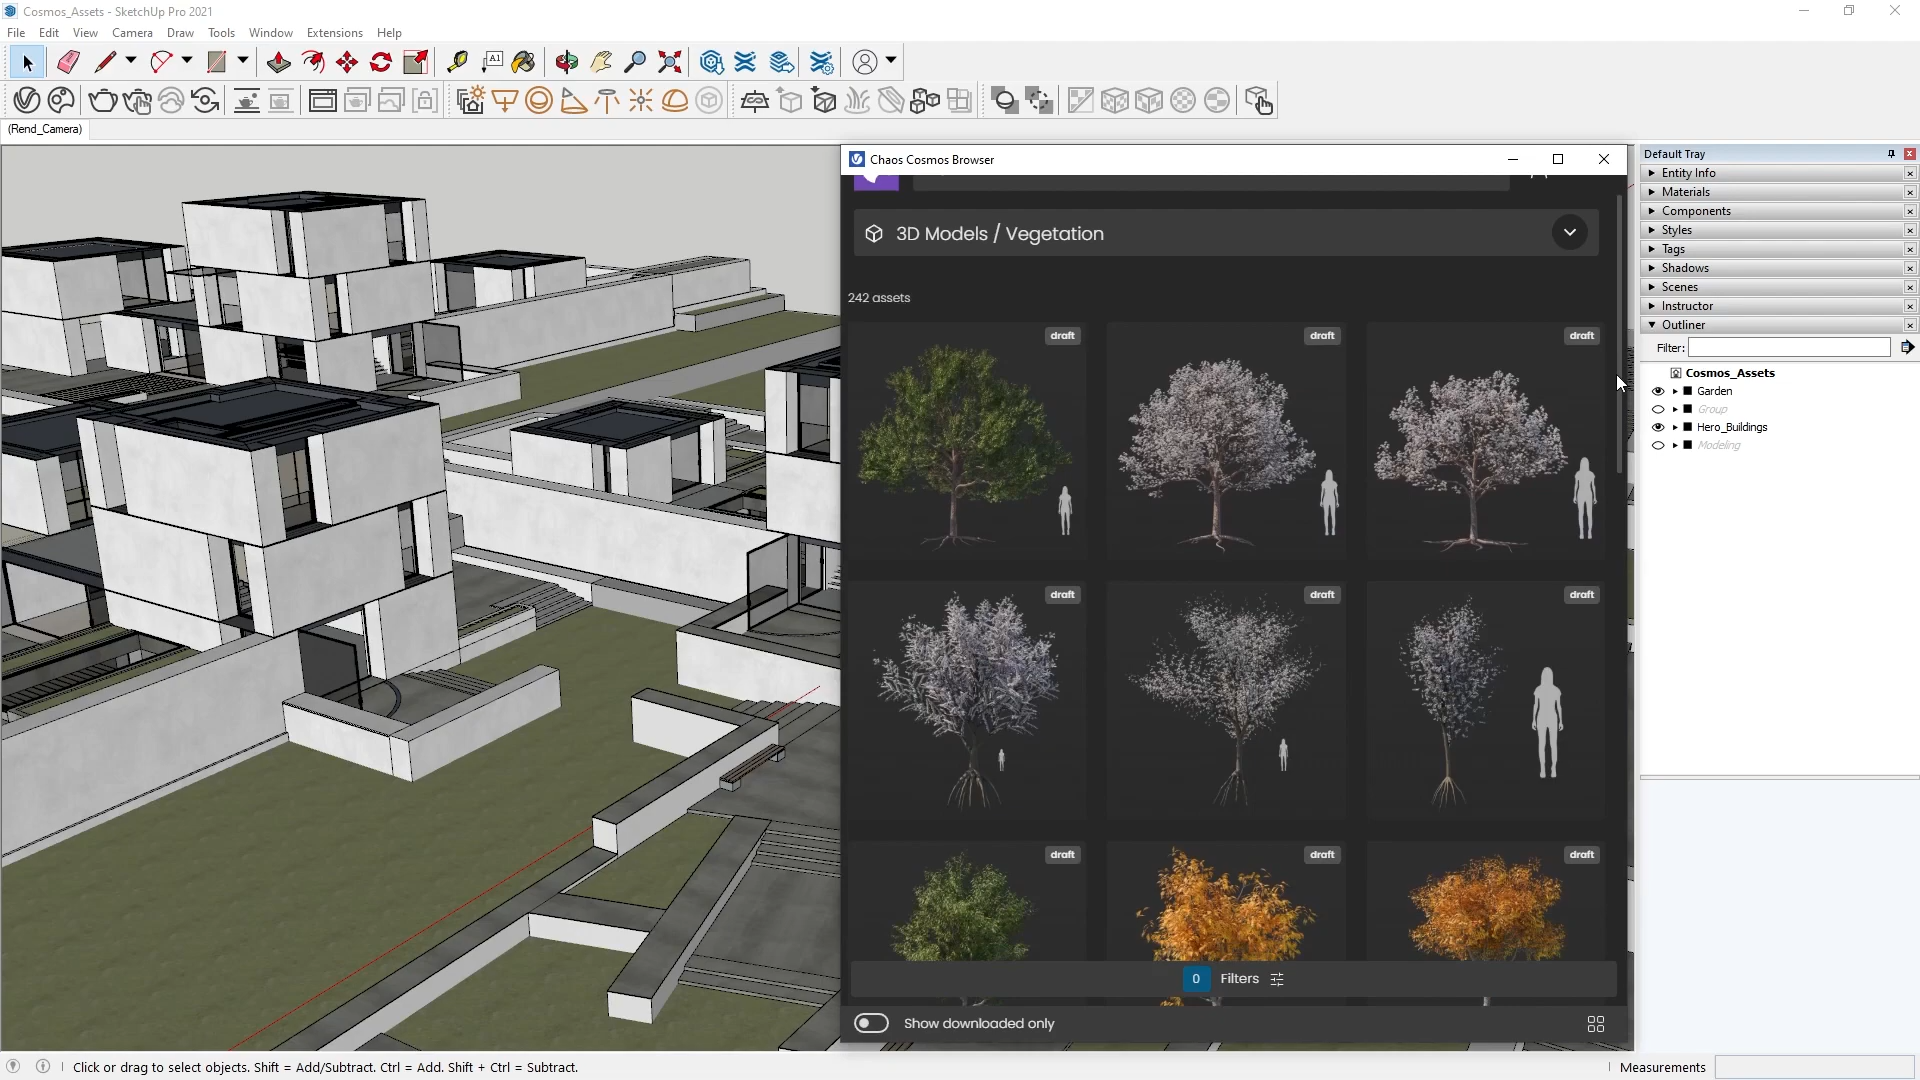 Cosmos_Assets - SketchUp Pro 2021
File Edit View Camera Draw Tools Window Extensions Help
A1
(Rend_Camera)
Chaos Cosmos Browser
3D Models / Vegetation
242 assets
draft draft draft
draft draft draft
draft draft draft
0 Filters
Show downloaded only
Default Tray
Entity Info
Materials
Components
Styles
Tags
Shadows
Scenes
Instructor
Outliner
Filter:
Cosmos_Assets
Garden
Group
Hero_Buildings
Modeling
Click or drag to select objects. Shift = Add/Subtract. Ctrl = Add. Shift + Ctrl = Subtract.
Measurements